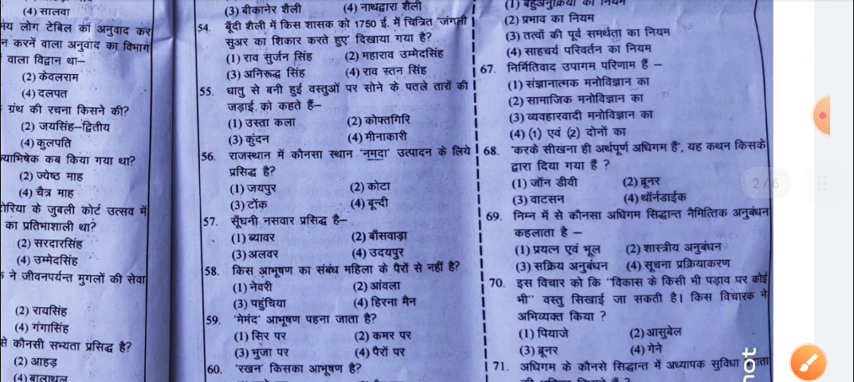 (4) सालवा
लोग टेबिल का अनुवाद कर
न करनें वाला अनुवाद का विभाग
वाला विद्वान था–
(2) केवलराम
(4) दलपत
ग्रंथ की रचना किसने की?
(2) जयसिंह–द्वितीय
(4) कुलपति
ज्याभिषेक कब किया गया था?
(2) ज्येष्ठ माह
(4) चैत्र माह
टोरिया के जुबली कोर्ट उत्सव में
का प्रतिभाशाली था?
(2) सरदारसिंह
(4) उम्मेदसिंह
ने जीवनपर्यन्त मुगलों की सेवा
(2) रायसिंह
(4) गंगासिंह
से कौनसी सभ्यता प्रसिद्ध है?
(2) आहड़
(4) बालाथल
(3) बीकानेर शैली (4) नाथद्वारा शैली
54. बूँदी शैली में किस शासक को 1750 ई. में चित्रित 'जंगली
सुअर का शिकार करते हुए' दिखाया गया है?
(1) राव सुर्जन सिंह (2) महाराव उम्मेदसिंह
(3) अनिरूद्ध सिंह (4) राव रतन सिंह
55. धातु से बनी हुई वस्तुओं पर सोने के पतले तारों की
जड़ाई को कहते हैं–
(1) उस्ता कला (2) कोफ्तगिरि
(3) कुंदन (4) मीनाकारी
56. राजस्थान में कौनसा स्थान 'नमदा' उत्पादन के लिये
प्रसिद्ध है?
(1) जयपुर (2) कोटा
(3) टोंक (4) बून्दी
57. सूँघनी नसवार प्रसिद्ध है–
(1) ब्यावर (2) बाँसवाड़ा
(3) अलवर (4) उदयपुर
58. किस आभूषण का संबंध महिला के पैरों से नहीं है?
(1) नेवरी (2) आंवला
(3) पहुंचिया (4) हिरना मैन
59. 'मेमंद' आभूषण पहना जाता है?
(1) सिर पर (2) कमर पर
(3) भुजा पर (4) पैरों पर
60. 'रखन' किसका आभूषण है?
(1) बहुअनुक्रिया का नियम
(2) प्रभाव का नियम
(3) तत्वों की पूर्व समर्थता का नियम
(4) साहचर्य परिवर्तन का नियम
67. निर्मितिवाद उपागम परिणाम है –
(1) संज्ञानात्मक मनोविज्ञान का
(2) सामाजिक मनोविज्ञान का
(3) व्यवहारवादी मनोविज्ञान का
(4) (1) एवं (2) दोनों का
68. 'करके सीखना ही अर्थपूर्ण अधिगम है', यह कथन किसके
द्वारा दिया गया है ?
(1) जॉन डीवी (2) ब्रूनर
(3) वाटसन (4) थॉर्नडाईक
69. निम्न में से कौनसा अधिगम सिद्धान्त नैमित्तिक अनुबंधन
कहलाता है –
(1) प्रयत्न एवं भूल (2) शास्त्रीय अनुबंधन
(3) सक्रिय अनुबंधन (4) सूचना प्रक्रियाकरण
70. इस विचार को कि "विकास के किसी भी पड़ाव पर कोई
भी" वस्तु सिखाई जा सकती है। किस विचारक ने
अभिव्यक्त किया ?
(1) पियाजे (2) आसुबेल
(3) ब्रूनर (4) गेने
71. अधिगम के कौनसे सिद्धान्त में अध्यापक सुविधा
2/6
not